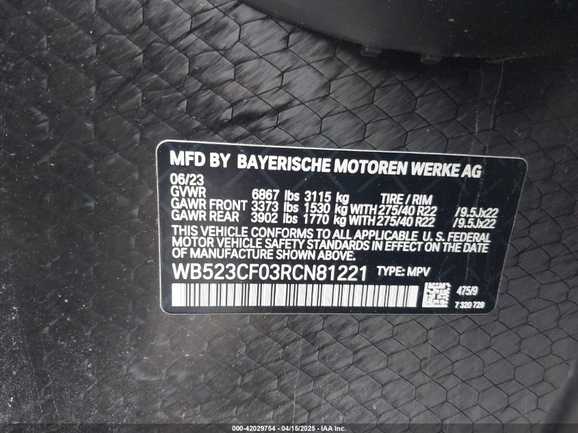 MFD BY BAYERISCHE MOTOREN WERKE AG
06/23
GVWR 6867 lbs 3115 kg TIRE / RIM
GAWR FRONT 3373 lbs 1530 kg WITH 275/40 R22 /9.5Jx22
GAWR REAR 3902 lbs 1770 kg WITH 275/40 R22 /9.5Jx22
THIS VEHICLE CONFORMS TO ALL APPLICABLE U. S. FEDERAL
MOTOR VEHICLE SAFETY STANDARDS IN EFFECT ON THE DATE
OF MANUFACTURE SHOWN ABOVE.
WB523CF03RCN81221 TYPE: MPV
475/9
7 320 729
000-42029754 - 04/15/2025 - IAA Inc.